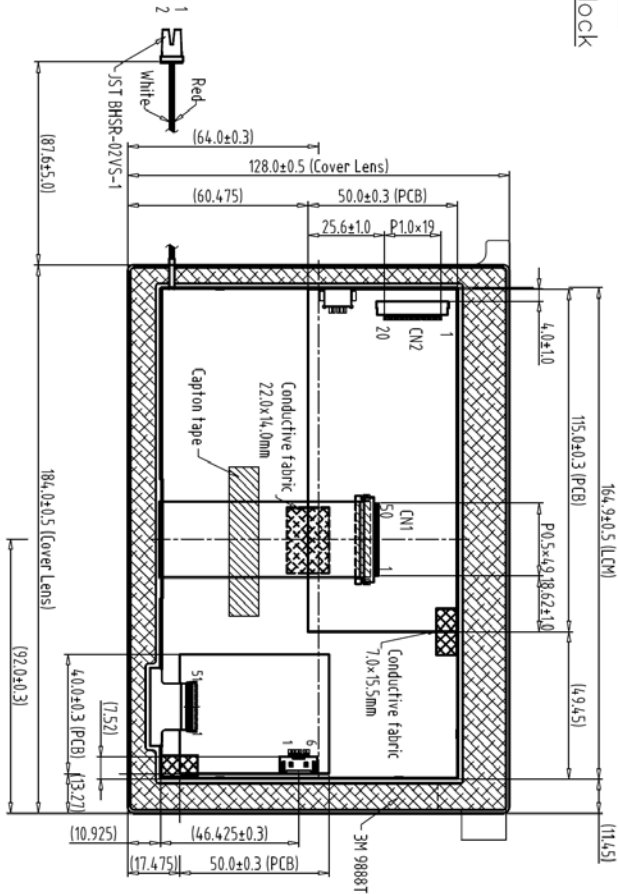 lock
1
2
Red
White
JST BHSR-02VS-1
(87.6±5.0)
(64.0±0.3)
128.0±0.5 (Cover Lens)
(60.475)
50.0±0.3 (PCB)
25.6±1.0
P1.0×19
1
CN2
20
4.0±1.0
115.0±0.3 (PCB)
164.9±0.5 (LCM)
Conductive fabric
22.0x14.0mm
Capton tape
CN1
50
1
P0.5×49,18.62±1.0
184.0±0.5 (Cover Lens)
(92.0±0.3)
Conductive fabric
7.0x15.5mm
(49.45)
40.0±0.3 (PCB)
(7.52)
(13.27)
51
1
1
6
(11.45)
(10.925)
(46.425±0.3)
(17.475)
50.0±0.3 (PCB)
3M 9888T